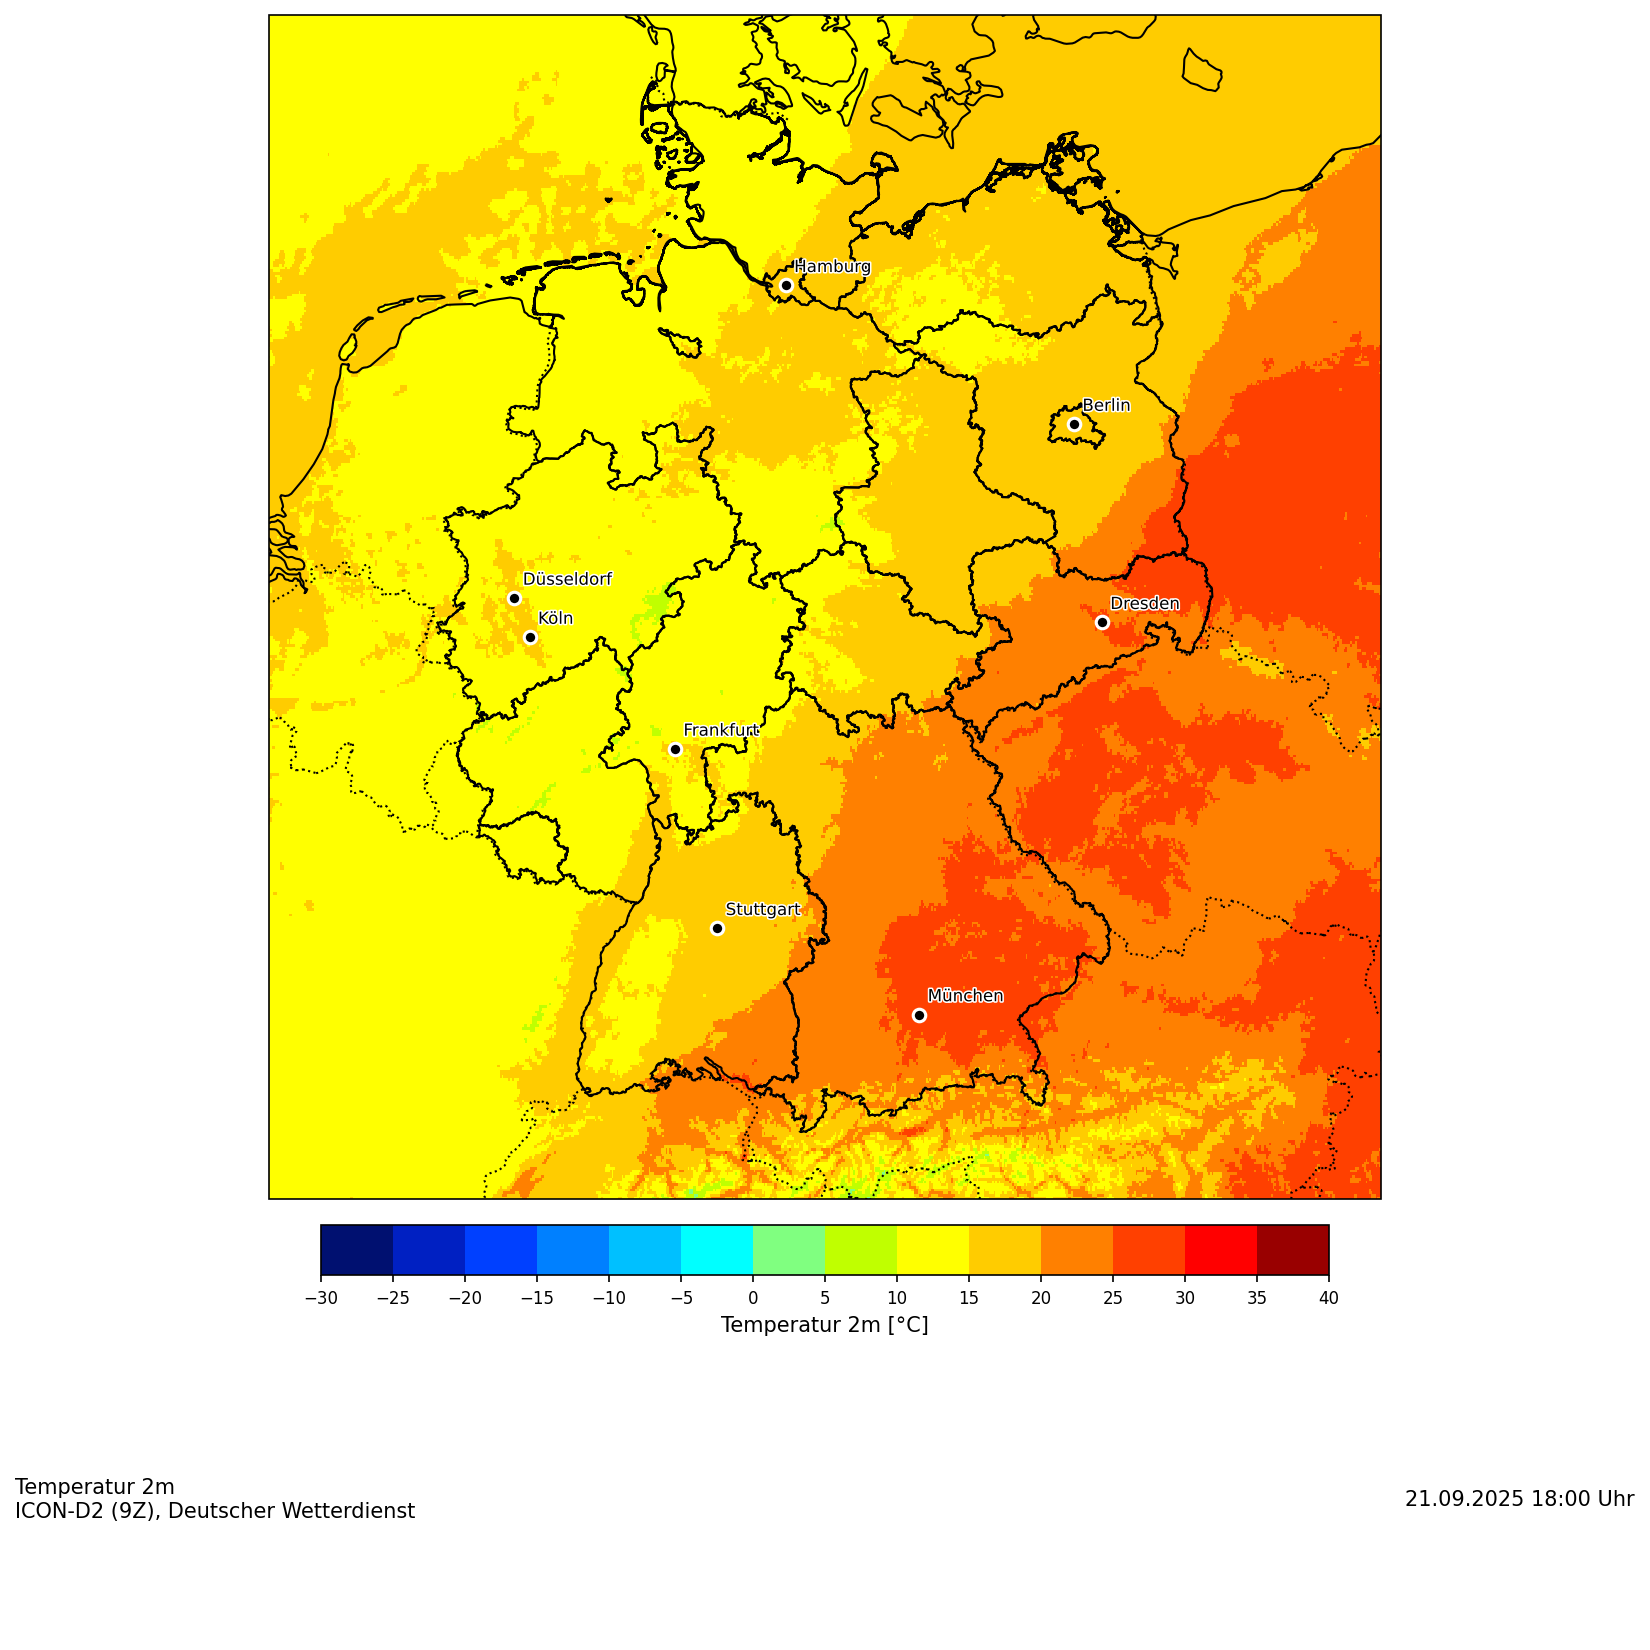 Hamburg
Berlin
Düsseldorf
Köln
Dresden
Frankfurt
Stuttgart
München
−30 −25 −20 −15 −10 −5 0 5 10 15 20 25 30 35 40
Temperatur 2m [°C]
Temperatur 2m
ICON-D2 (9Z), Deutscher Wetterdienst
21.09.2025 18:00 Uhr